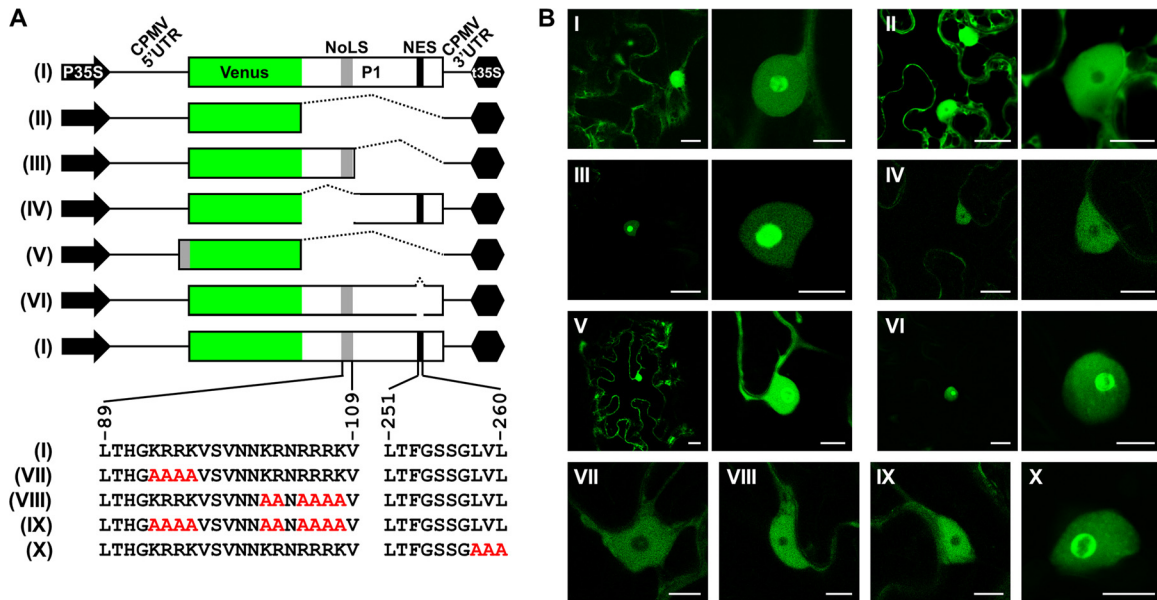 A
CPMV
5'UTR
NoLS
NES
CPMV
3'UTR
(I) P35S Venus P1 t35S
(II)
(III)
(IV)
(V)
(VI)
(I)
-89 -109 -251 -260
(I) LTHGKRRKVSVNNKRNRRRKV LTFGSSGLVL
(VII) LTHGAAAAVSVNNKRNRRRKV LTFGSSGLVL
(VIII) LTHGKRRKVSVNNAANAAAAV LTFGSSGLVL
(IX) LTHGAAAAVSVNNAANAAAAV LTFGSSGLVL
(X) LTHGKRRKVSVNNKRNRRRKV LTFGSSGAAA
B
I II
III IV
V VI
VII VIII IX X